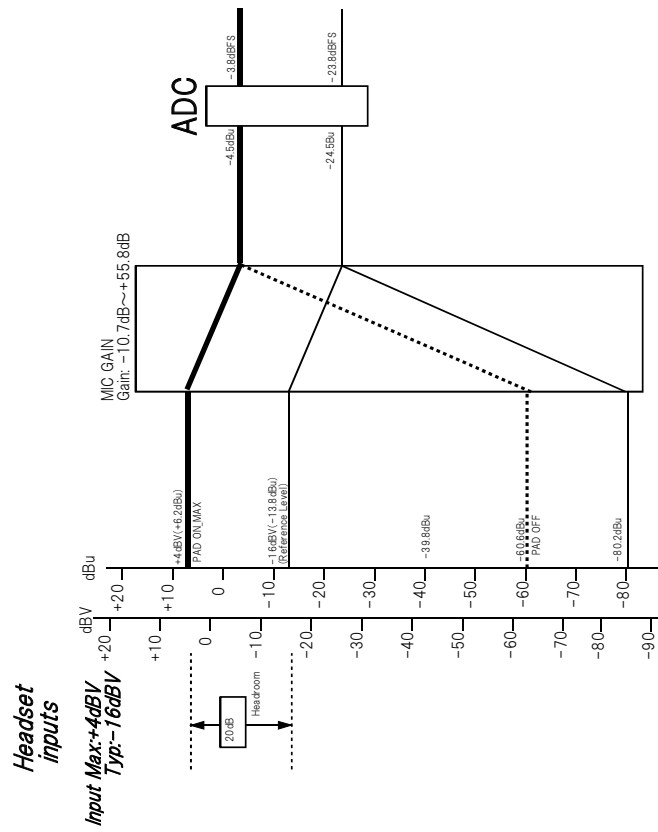 Headset
inputs
Input Max:+4dBV
Typ:-16dBV
20dB
Headroom
dBV
+20
+10
0
-10
-20
-30
-40
-50
-60
-70
-80
-90
dBu
+20
+10
0
-10
-20
-30
-40
-50
-60
-70
-80
+4dBV(+6.2dBu)
PAD ON_MAX
-16dBV(-13.8dBu)
(Reference Level)
-39.8dBu
-60.6dBu
PAD OFF
-80.2dBu
MIC GAIN
Gain: -10.7dB～+55.8dB
ADC
-4.5dBu
-3.8dBFS
-24.5Bu
-23.8dBFS